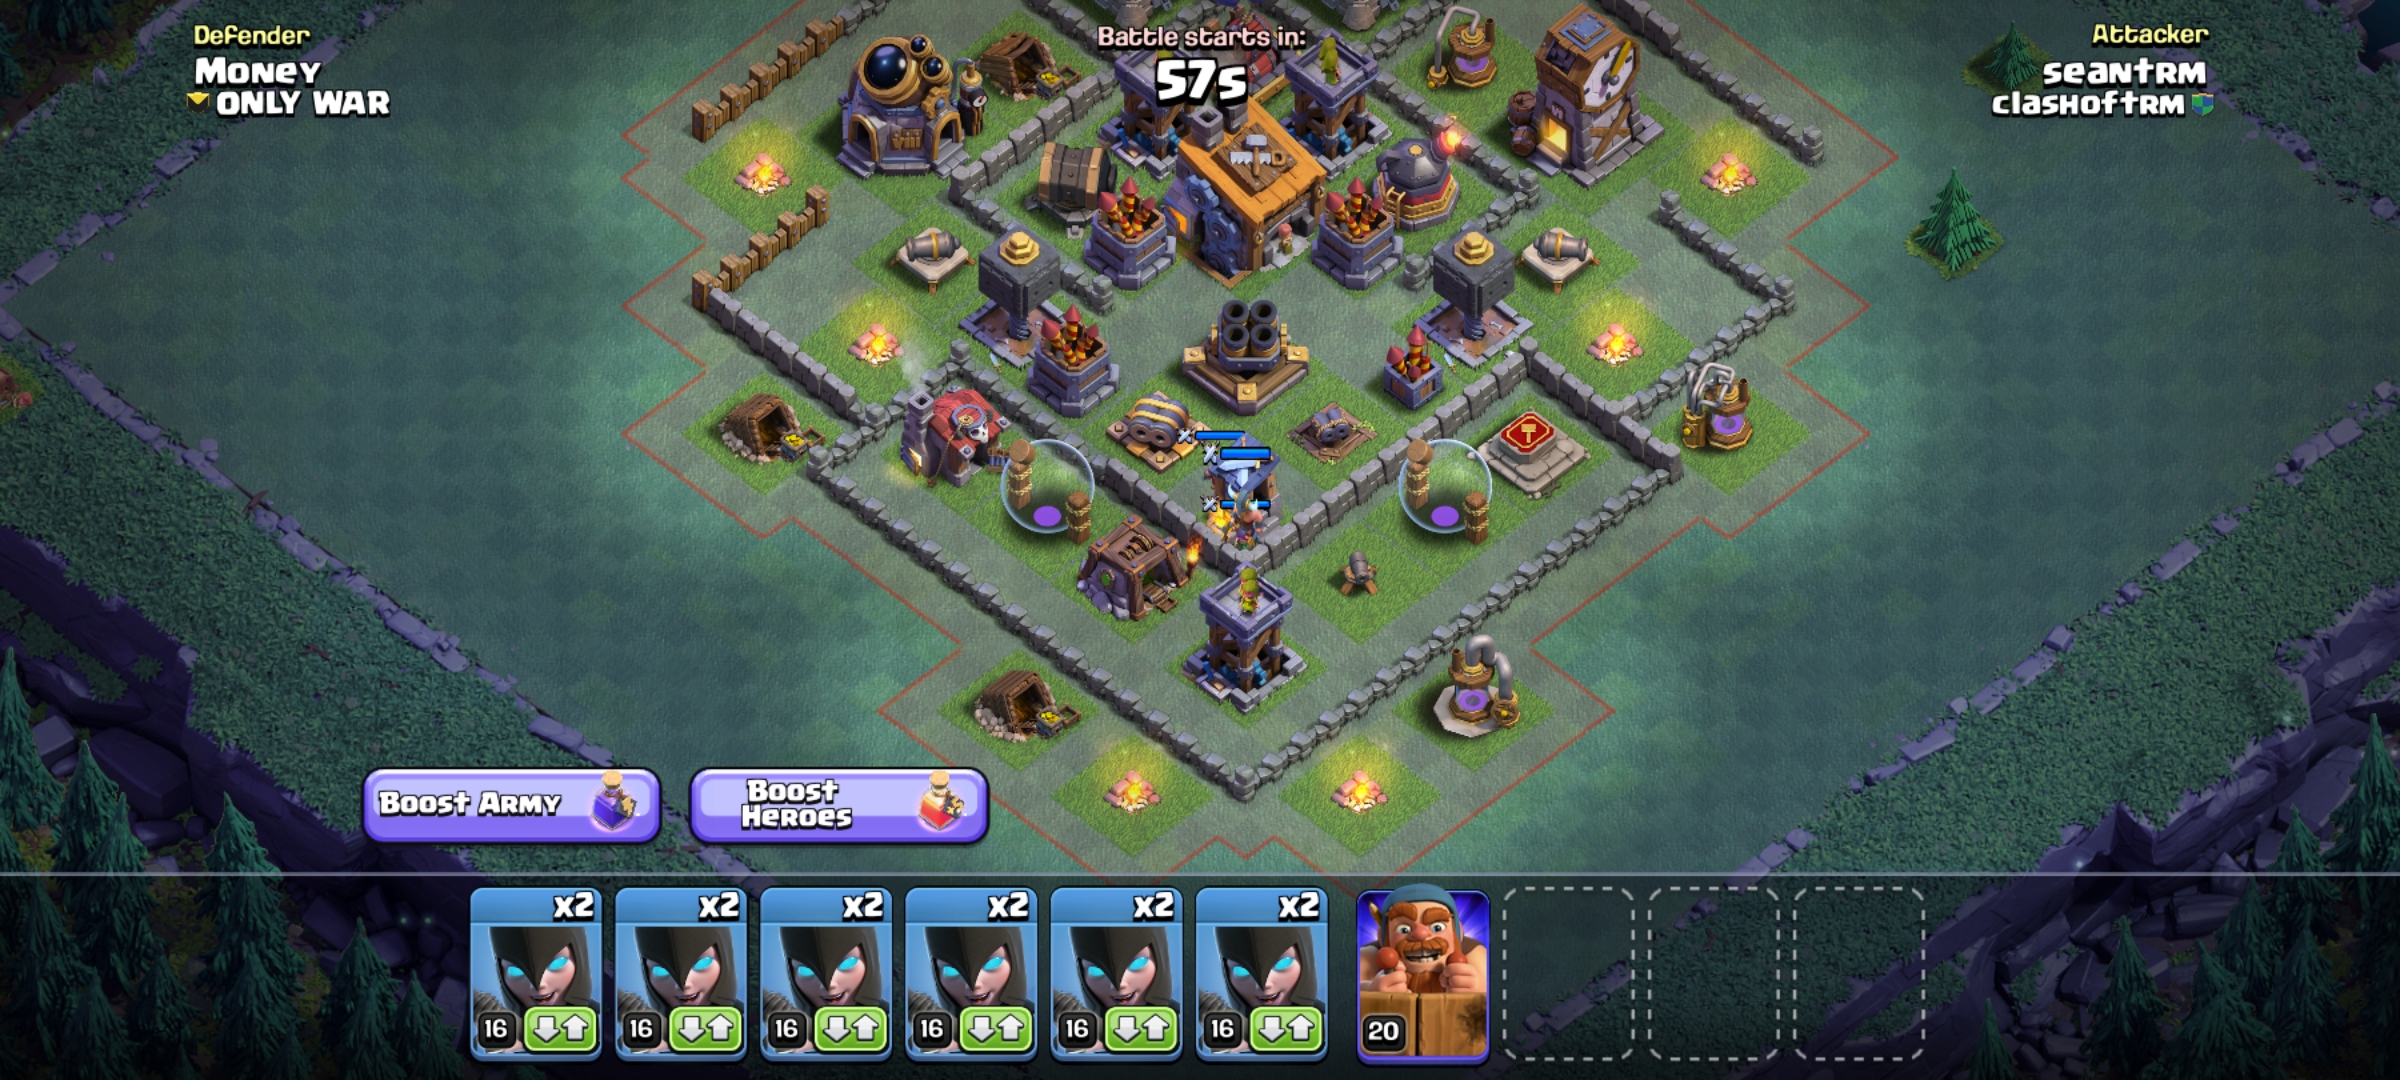 Defender
Money
ONLY WAR
Battle starts in:
57s
Attacker
seantrm
clashoftrm
VIII
Boost Army
Boost
Heroes
x2
x2
x2
x2
x2
x2
16
16
16
16
16
16
20